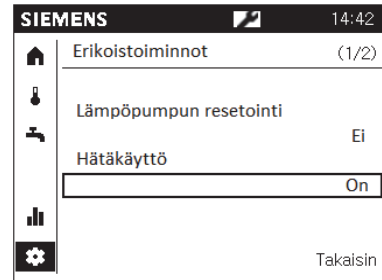 SIEMENS 14:42
Erikoistoiminnot (1/2)
Lämpöpumpun resetointi
Ei
Hätäkäyttö
On
Takaisin